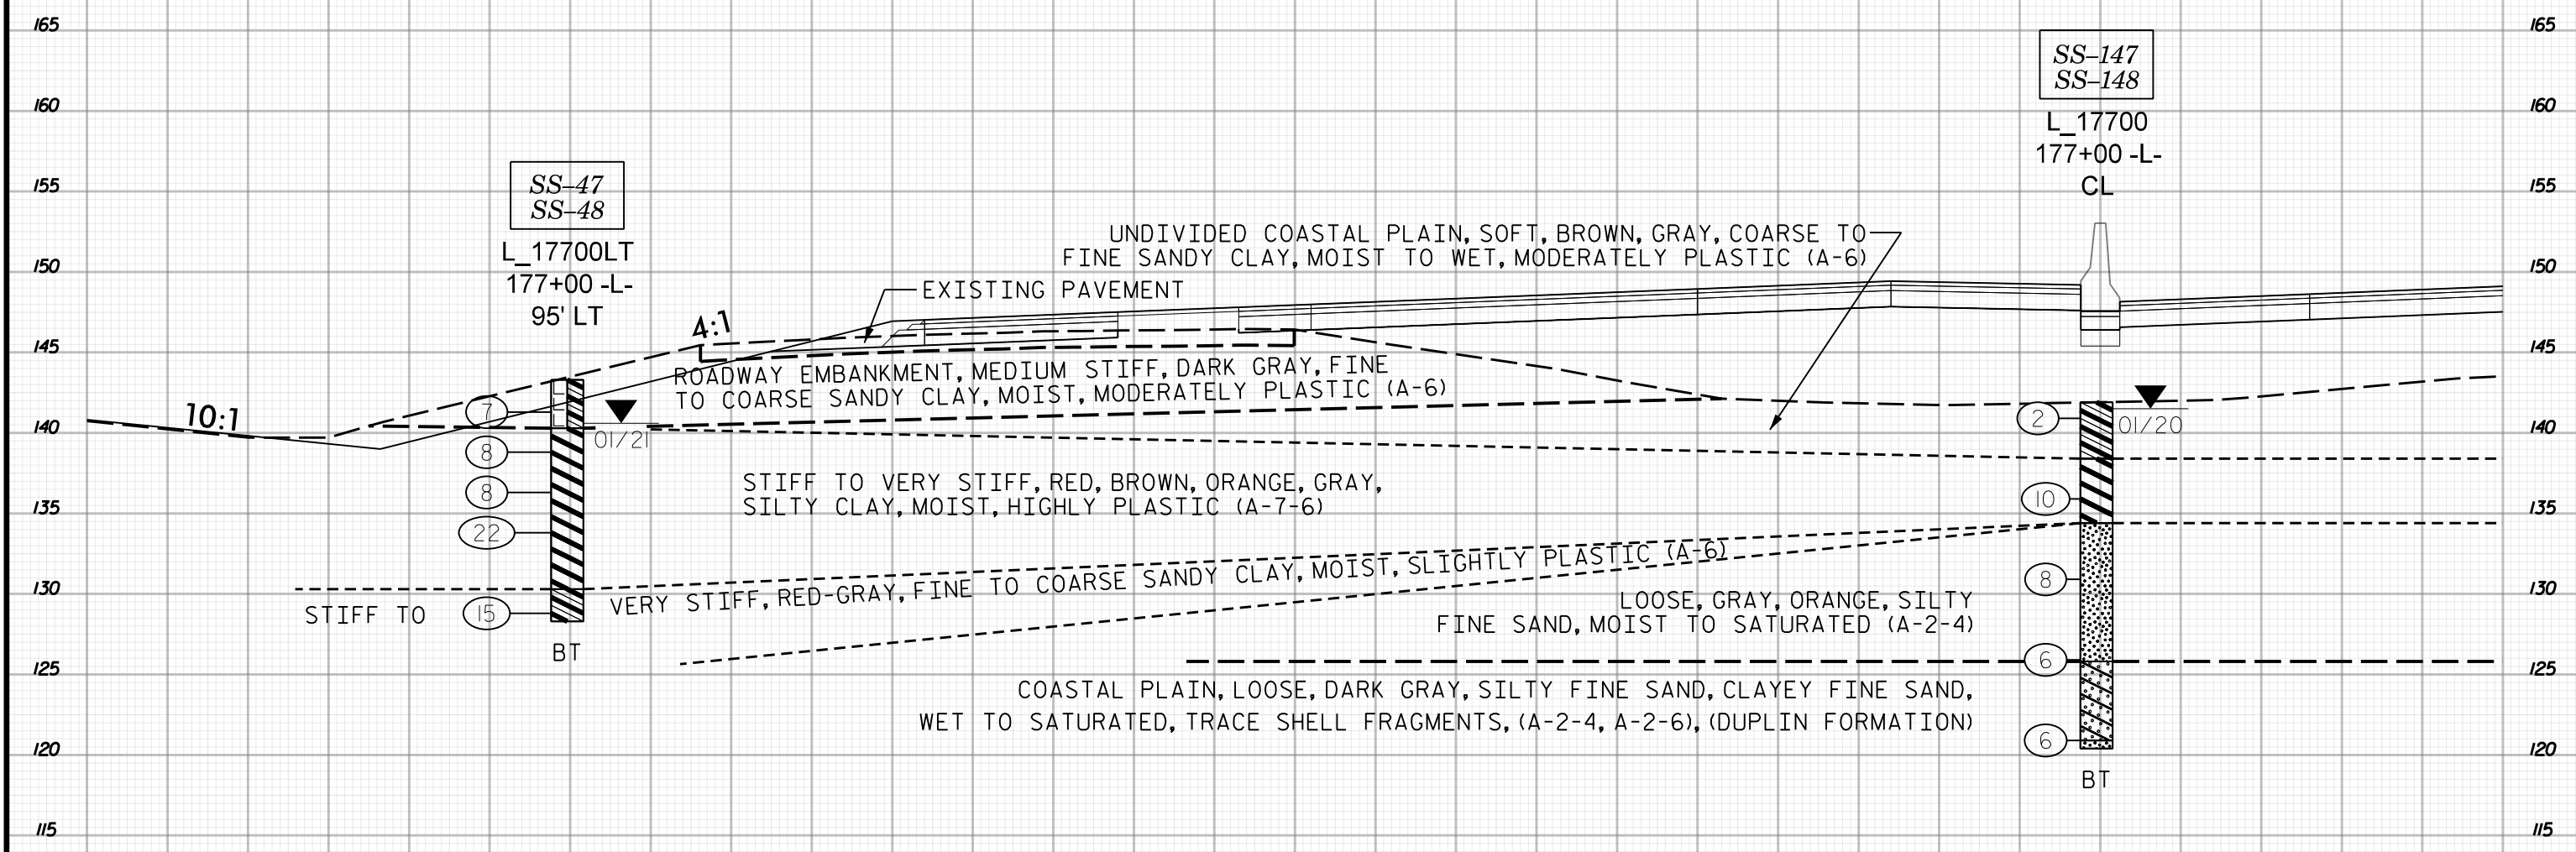 165
165
SS-147
SS-148
160
160
L_17700
177+00 -L-
CL
155
155
SS-47
SS-48
L_17700LT
177+00 -L-
95' LT
UNDIVIDED COASTAL PLAIN, SOFT, BROWN, GRAY, COARSE TO
FINE SANDY CLAY, MOIST TO WET, MODERATELY PLASTIC (A-6)
150
150
EXISTING PAVEMENT
4:1
145
145
ROADWAY EMBANKMENT, MEDIUM STIFF, DARK GRAY, FINE
TO COARSE SANDY CLAY, MOIST, MODERATELY PLASTIC (A-6)
10:1
7
L
L
L
2
01/20
140
01/21
140
8
STIFF TO VERY STIFF, RED, BROWN, ORANGE, GRAY,
SILTY CLAY, MOIST, HIGHLY PLASTIC (A-7-6)
8
10
135
135
22
VERY STIFF, RED-GRAY, FINE TO COARSE SANDY CLAY, MOIST, SLIGHTLY PLASTIC (A-6)
130
8
130
STIFF TO
15
LOOSE, GRAY, ORANGE, SILTY
FINE SAND, MOIST TO SATURATED (A-2-4)
BT
125
6
125
COASTAL PLAIN, LOOSE, DARK GRAY, SILTY FINE SAND, CLAYEY FINE SAND,
WET TO SATURATED, TRACE SHELL FRAGMENTS, (A-2-4, A-2-6), (DUPLIN FORMATION)
120
6
120
BT
115
115